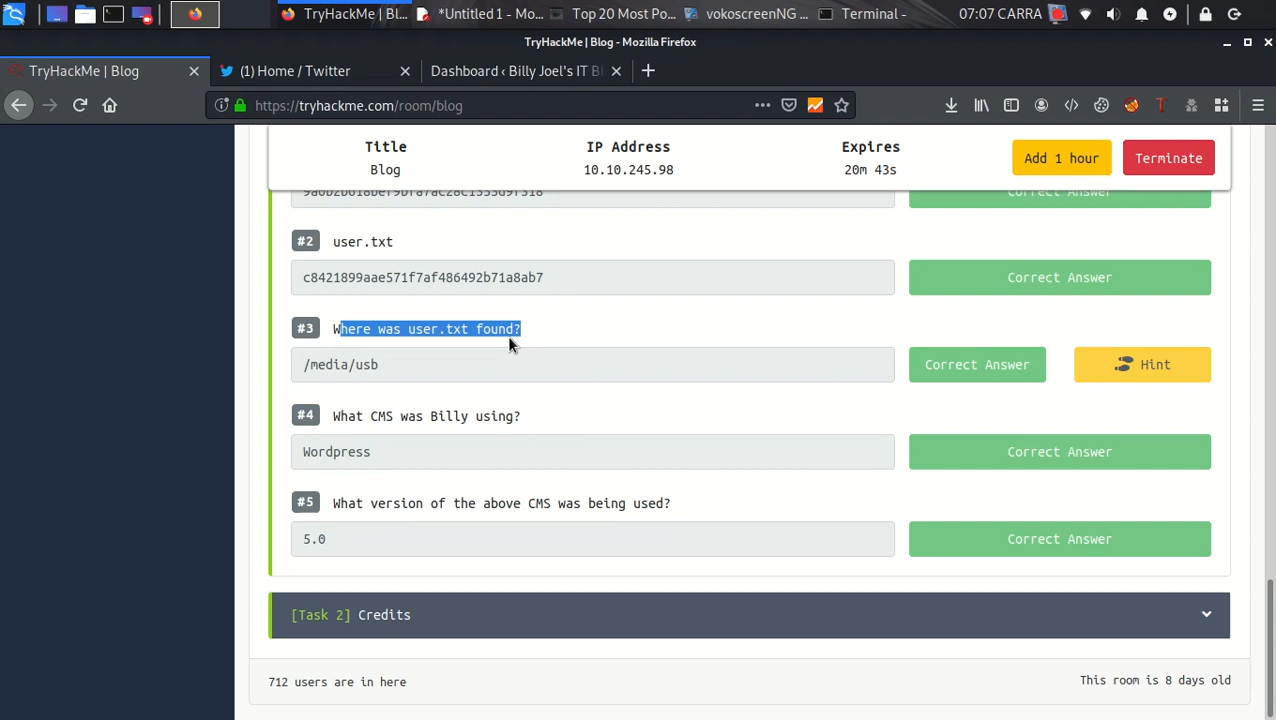 TryHackMe | Bl...
*Untitled 1 - Mo...
Top 20 Most Po...
vokoscreenNG ...
Terminal -
07:07 CARRA
TryHackMe | Blog - Mozilla Firefox
TryHackMe | Blog
(1) Home / Twitter
Dashboard ‹ Billy Joel's IT B
https://tryhackme.com/room/blog
Title
IP Address
Expires
Blog
10.10.245.98
20m 43s
Add 1 hour
Terminate
Correct Answer
#2 user.txt
c8421899aae571f7af486492b71a8ab7
Correct Answer
#3 Where was user.txt found?
/media/usb
Correct Answer
Hint
#4 What CMS was Billy using?
Wordpress
Correct Answer
#5 What version of the above CMS was being used?
5.0
Correct Answer
[Task 2] Credits
712 users are in here
This room is 8 days old